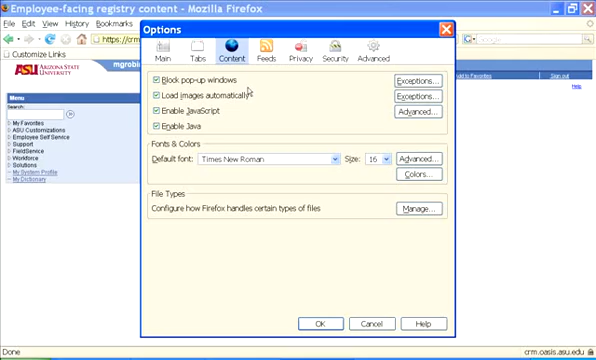 Employee-facing registry content - Mozilla Firefox
File Edit View History Bookmarks
https://crm
Customize Links
ASU ARIZONA STATE UNIVERSITY
mgrobin
Add to Favorites
Sign out
Help
Menu
Search:
My Favorites
ASU Customizations
Employee Self Service
Support
FieldService
Workforce
Solutions
My System Profile
My Dictionary
Options
Main Tabs Content Feeds Privacy Security Advanced
Block pop-up windows Exceptions...
Load images automatically Exceptions...
Enable JavaScript Advanced...
Enable Java
Fonts & Colors
Default font: Times New Roman Size: 16 Advanced...
Colors...
File Types
Configure how Firefox handles certain types of files Manage...
OK Cancel Help
Done crm.oasis.asu.edu